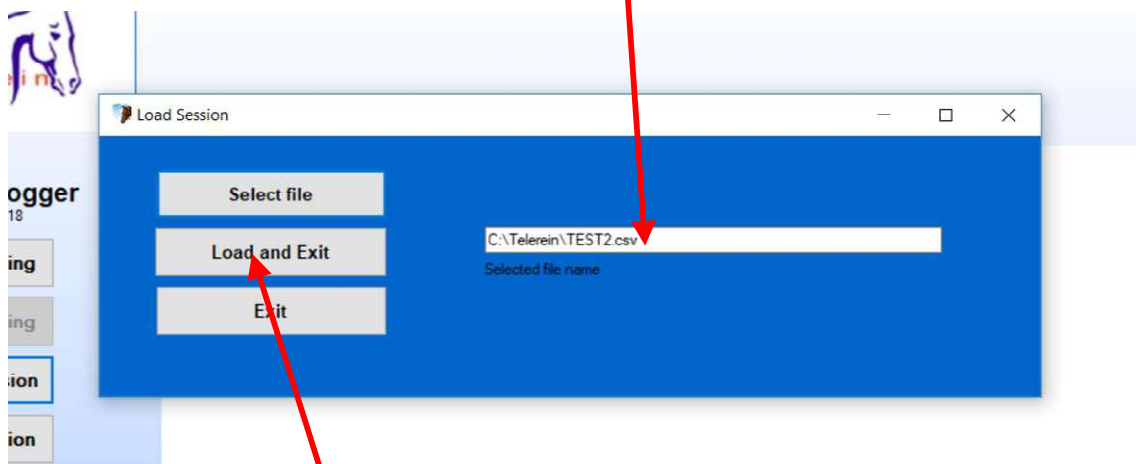 Load Session
ogger
18
Select file
Load and Exit
C:\Telerein\TEST2.csv
ing
Selected file name
Exit
ing
ion
ion